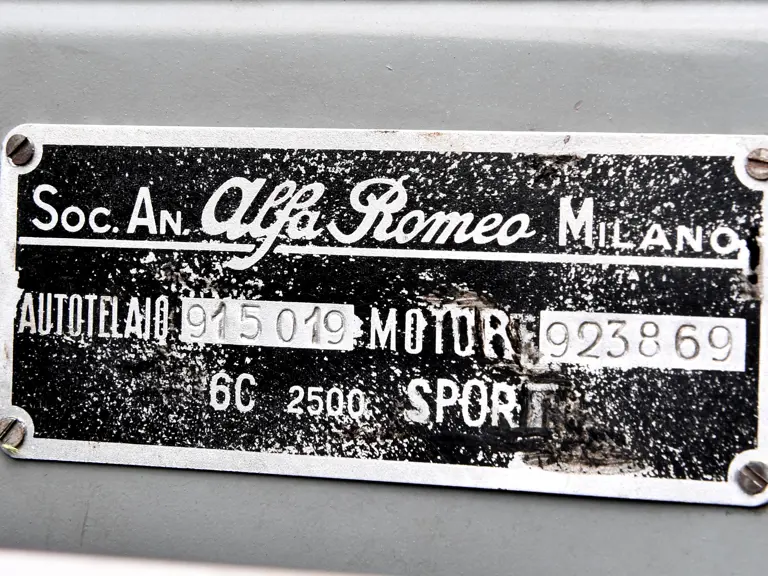 Soc. An. Alfa Romeo Milano
AUTOTELAIO 915019 MOTORE 923869
6C 2500 SPORT